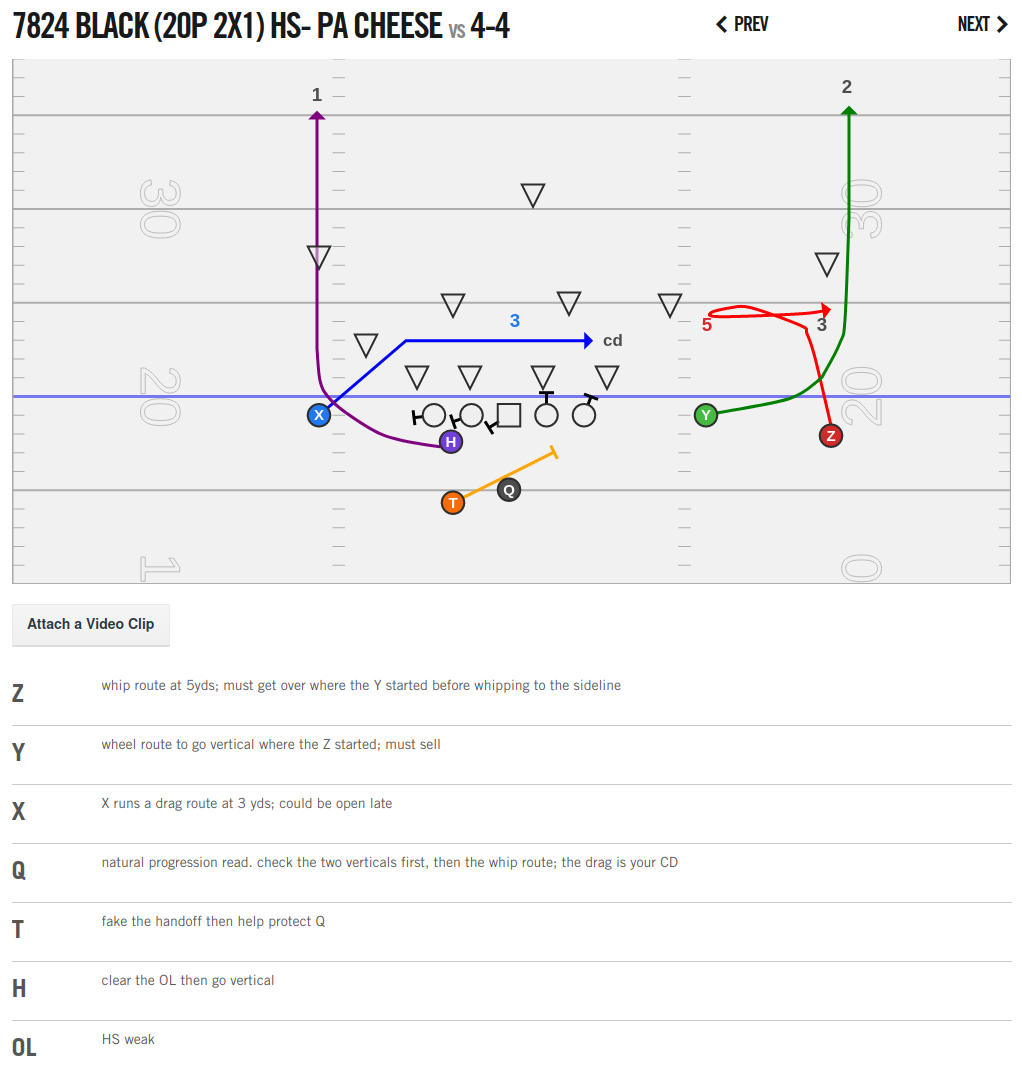 7824 BLACK (20P 2X1) HS- PA CHEESE VS 4-4
PREV
NEXT
1
2
30
30
3
5
3
cd
20
20
X
H
Y
Z
T
Q
1
0
Attach a Video Clip
Z whip route at 5yds; must get over where the Y started before whipping to the sideline
Y wheel route to go vertical where the Z started; must sell
X X runs a drag route at 3 yds; could be open late
Q natural progression read. check the two verticals first, then the whip route; the drag is your CD
T fake the handoff then help protect Q
H clear the OL then go vertical
OL HS weak